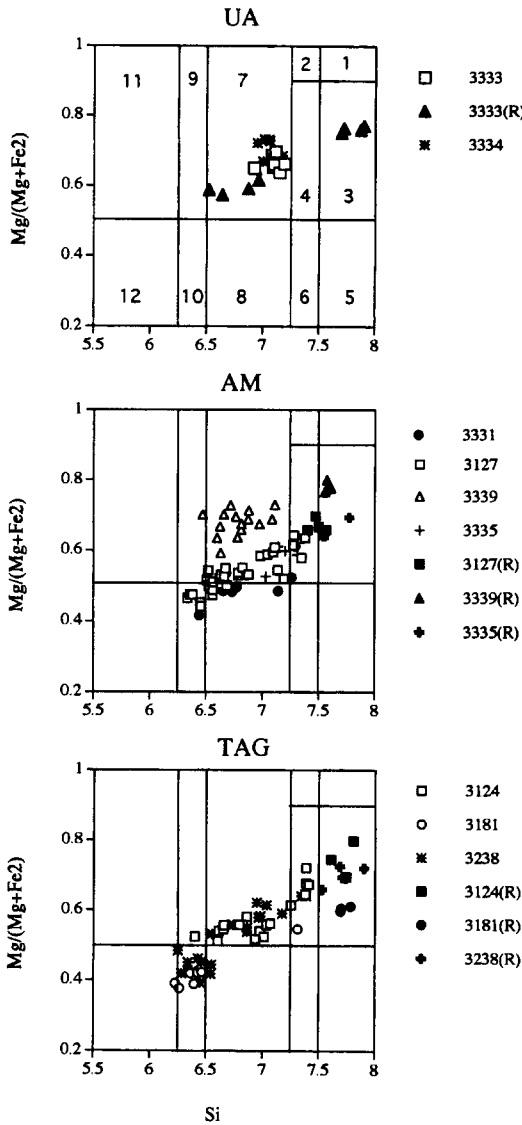 UA
Mg/(Mg+Fe2)
1
0.8
0.6
0.4
0.2
11 9 7 2 1
4 3
12 10 8 6 5
5.5 6 6.5 7 7.5 8
3333
3333(R)
3334
AM
Mg/(Mg+Fe2)
1
0.8
0.6
0.4
0.2
5.5 6 6.5 7 7.5 8
3331
3127
3339
3335
3127(R)
3339(R)
3335(R)
TAG
Mg/(Mg+Fe2)
1
0.8
0.6
0.4
0.2
5.5 6 6.5 7 7.5 8
3124
3181
3238
3124(R)
3181(R)
3238(R)
Si